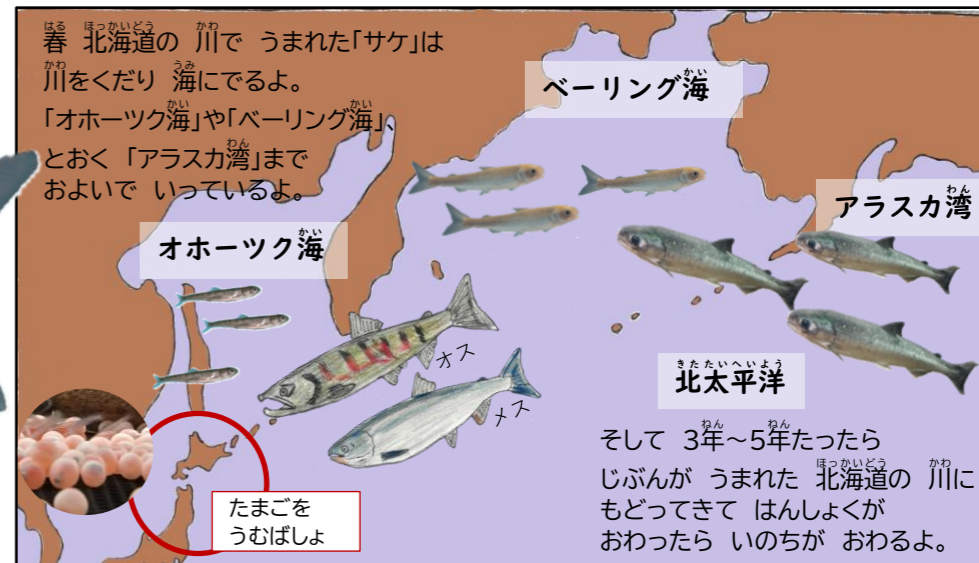 春 北海道の 川で うまれた「サケ」は
川をくだり 海にでるよ。
「オホーツク海」や「ベーリング海」、
とおく 「アラスカ湾」まで
およいで いっているよ。
ベーリング海
アラスカ湾
オホーツク海
オス
メス
北太平洋
たまごを
うむばしょ
そして 3年~5年たったら
じぶんが うまれた 北海道の 川に
もどってきて はんしょくが
おわったら いのちが おわるよ。